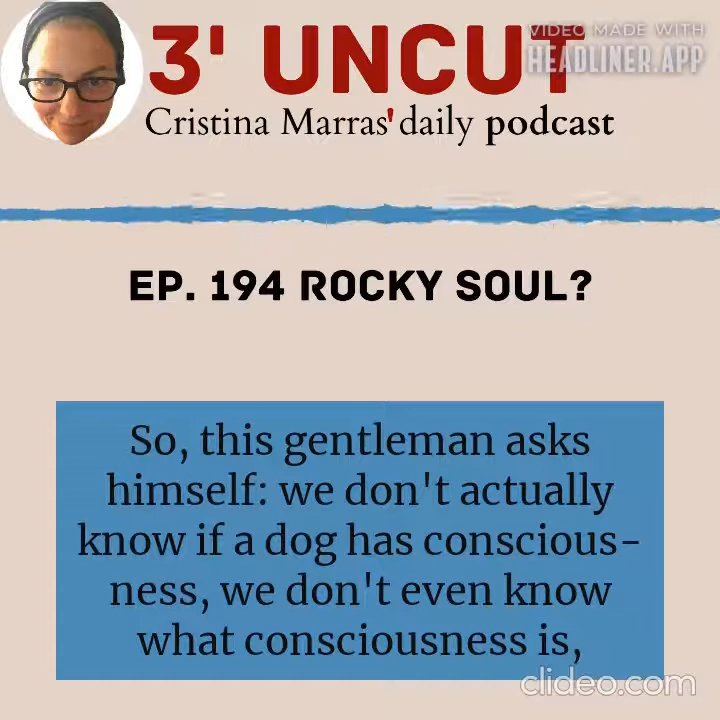 VIDEO MADE WITH
HEADLINER.APP
3' UNCUT
Cristina Marras' daily podcast
EP. 194 ROCKY SOUL?
So, this gentleman asks
himself: we don't actually
know if a dog has conscious-
ness, we don't even know
what consciousness is,
clideo.com